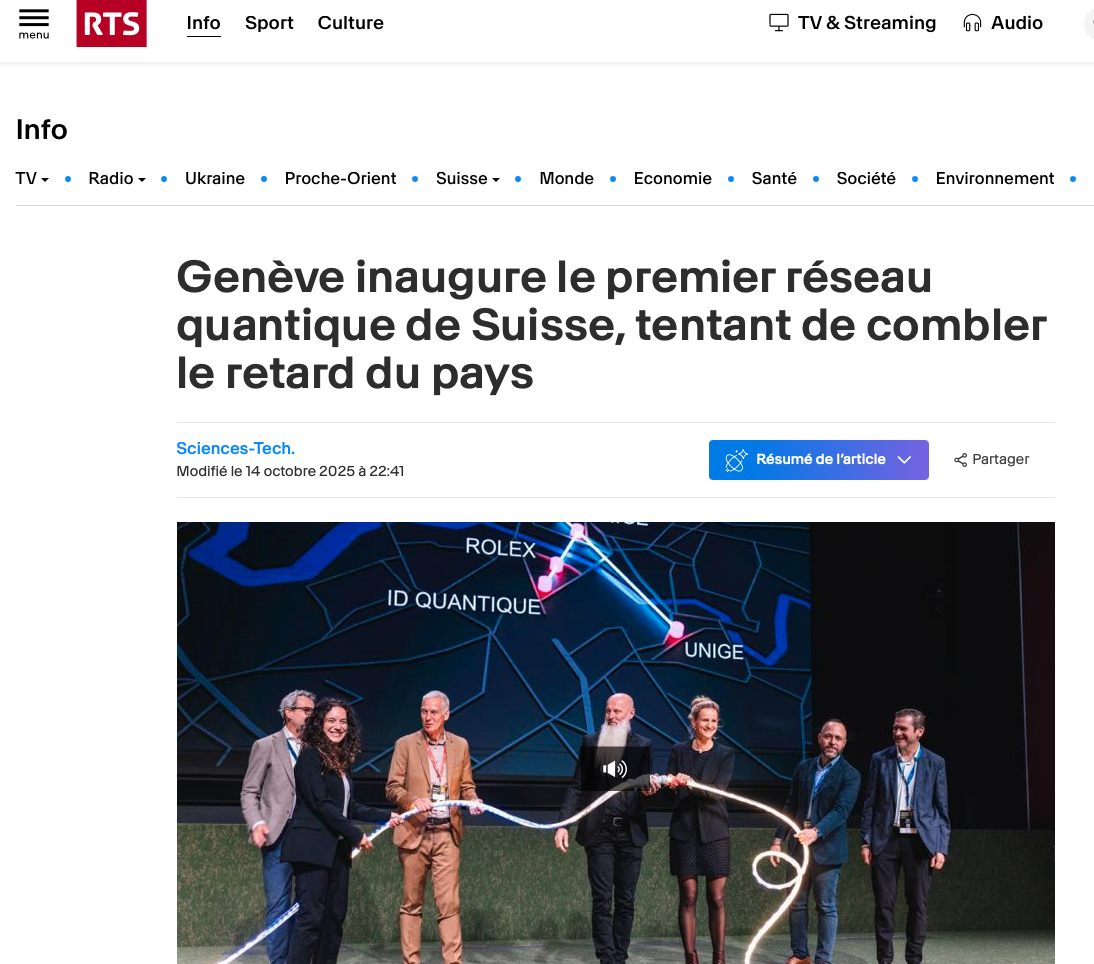 menu
RTS
Info
Sport
Culture
TV & Streaming
Audio
Info
TV
Radio
Ukraine
Proche-Orient
Suisse
Monde
Economie
Santé
Société
Environnement
Genève inaugure le premier réseau
quantique de Suisse, tentant de combler
le retard du pays
Sciences-Tech.
Modifié le 14 octobre 2025 à 22:41
Résumé de l’article
Partager
ROLEX
ID QUANTIQUE
UNIGE